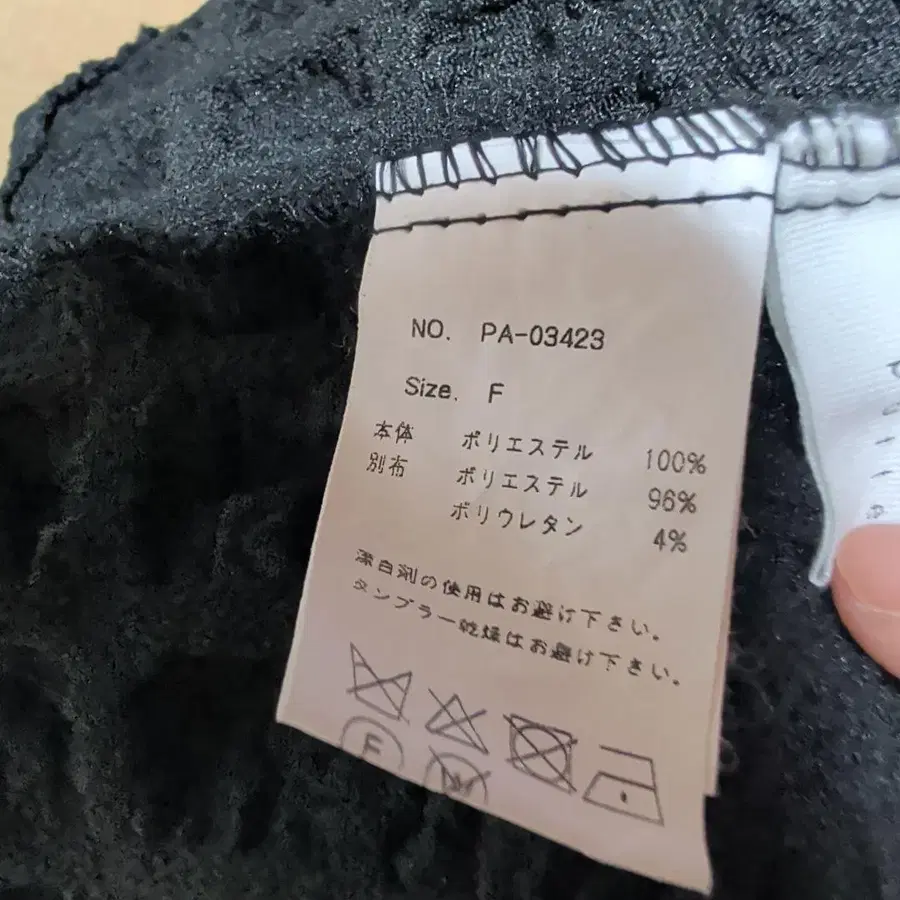 NO. PA-03423
Size. F
本体 ポリエステル 100%
別布 ポリエステル 96%
ポリウレタン 4%
漂白剤の使用はお避け下さい。
タンブラー乾燥はお避け下さい。
F
W